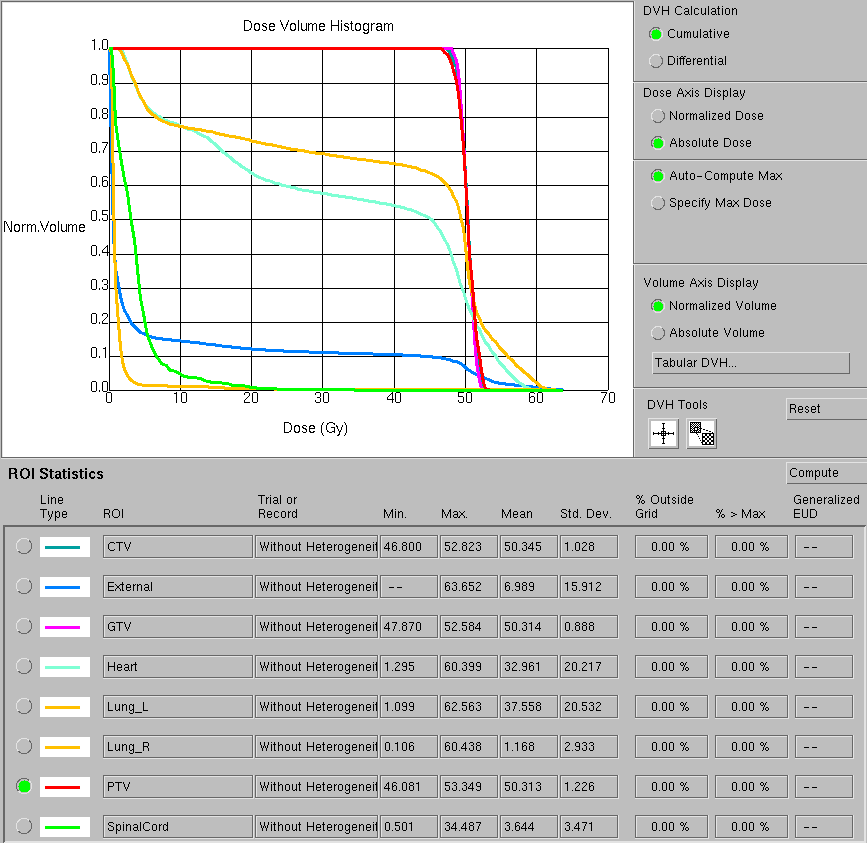 Dose Volume Histogram
1.0
0.9
0.8
0.7
0.6
0.5
0.4
0.3
0.2
0.1
0.0
Norm.Volume
0 10 20 30 40 50 60 70
Dose (Gy)
DVH Calculation
Cumulative
Differential
Dose Axis Display
Normalized Dose
Absolute Dose
Auto-Compute Max
Specify Max Dose
Volume Axis Display
Normalized Volume
Absolute Volume
Tabular DVH...
DVH Tools
Reset
ROI Statistics
Compute
Line Type ROI Trial or Record Min. Max. Mean Std. Dev. % Outside Grid % > Max Generalized EUD
CTV Without Heterogeneit 46.800 52.823 50.345 1.028 0.00 % 0.00 % --
External Without Heterogeneit -- 63.652 6.989 15.912 0.00 % 0.00 % --
GTV Without Heterogeneit 47.870 52.584 50.314 0.888 0.00 % 0.00 % --
Heart Without Heterogeneit 1.295 60.399 32.961 20.217 0.00 % 0.00 % --
Lung_L Without Heterogeneit 1.099 62.563 37.558 20.532 0.00 % 0.00 % --
Lung_R Without Heterogeneit 0.106 60.438 1.168 2.933 0.00 % 0.00 % --
PTV Without Heterogeneit 46.081 53.349 50.313 1.226 0.00 % 0.00 % --
SpinalCord Without Heterogeneit 0.501 34.487 3.644 3.471 0.00 % 0.00 % --